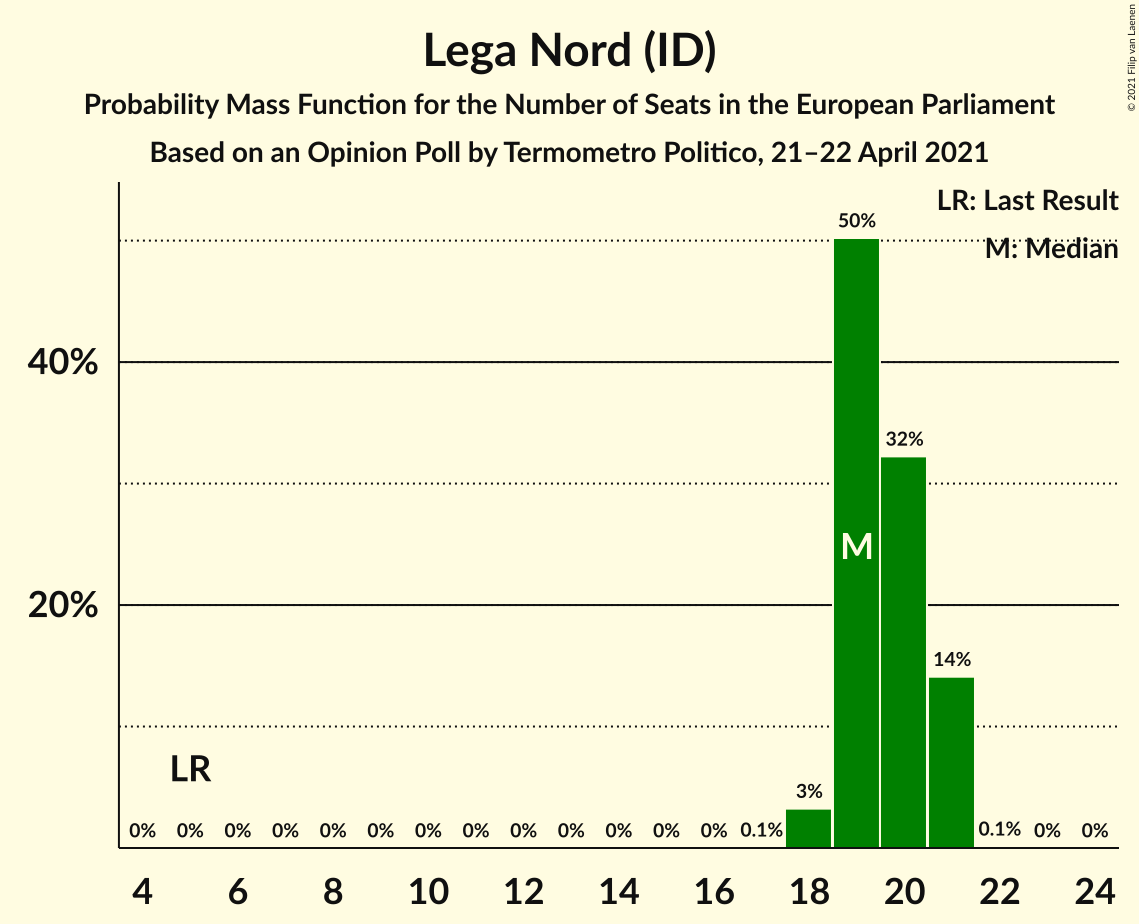 Lega Nord (ID)
Probability Mass Function for the Number of Seats in the European Parliament
Based on an Opinion Poll by Termometro Politico, 21–22 April 2021
© 2021 Filip van Laenen
LR: Last Result
M: Median
50%
40%
32%
M
20%
14%
LR
3%
0% 0% 0% 0% 0% 0% 0% 0% 0% 0% 0% 0% 0% 0.1% 0.1% 0% 0%
4 6 8 10 12 14 16 18 20 22 24